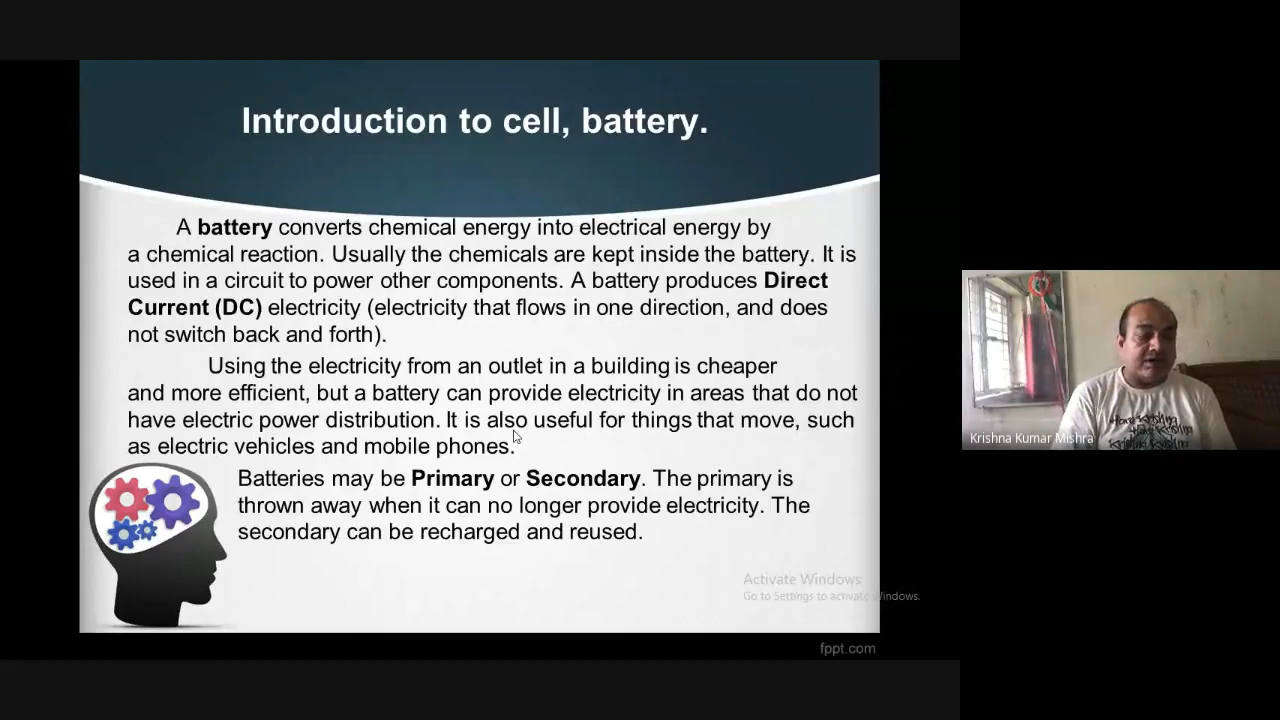 Introduction to cell, battery.
A battery converts chemical energy into electrical energy by
a chemical reaction. Usually the chemicals are kept inside the battery. It is
used in a circuit to power other components. A battery produces Direct
Current (DC) electricity (electricity that flows in one direction, and does
not switch back and forth).
Using the electricity from an outlet in a building is cheaper
and more efficient, but a battery can provide electricity in areas that do not
have electric power distribution. It is also useful for things that move, such
as electric vehicles and mobile phones.
Batteries may be Primary or Secondary. The primary is
thrown away when it can no longer provide electricity. The
secondary can be recharged and reused.
Activate Windows
Go to Settings to activate Windows.
fppt.com
Krishna Kumar Mishra
Hare Krishna
Hare Krishna
Krishna Krishna